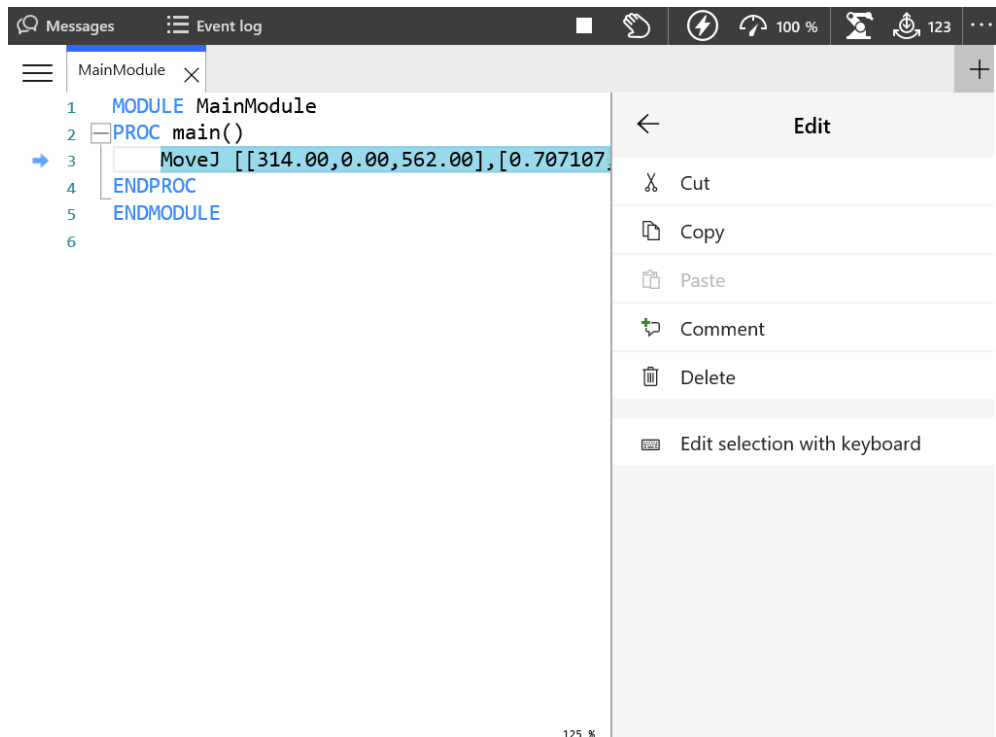 Messages Event log 100 % 123 ...
MainModule
1 MODULE MainModule
2 PROC main()
3 MoveJ [[314.00,0.00,562.00],[0.707107,
4 ENDPROC
5 ENDMODULE
6
125 %
Edit
Cut
Copy
Paste
Comment
Delete
Edit selection with keyboard